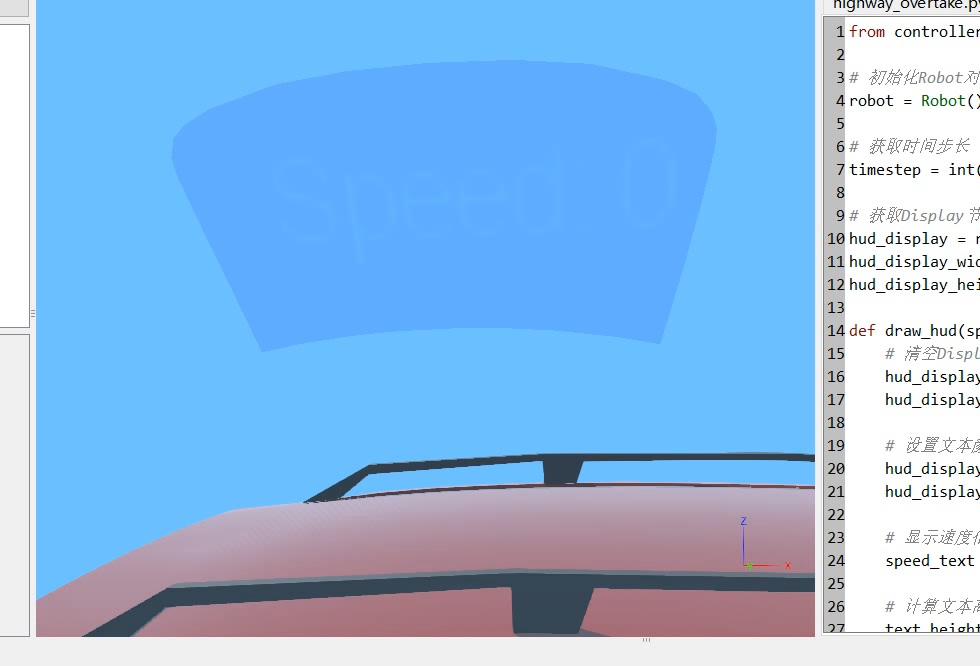 highway_overtake.py
Speed 0
Z
X
1 from controller
2
3 # 初始化Robot对
4 robot = Robot()
5
6 # 获取时间步长
7 timestep = int(
8
9 # 获取Display节
10 hud_display = r
11 hud_display_wid
12 hud_display_hei
13
14 def draw_hud(sp
15 # 清空Displ
16 hud_display
17 hud_display
18
19 # 设置文本颜
20 hud_display
21 hud_display
22
23 # 显示速度信
24 speed_text
25
26 # 计算文本高
27 text_height